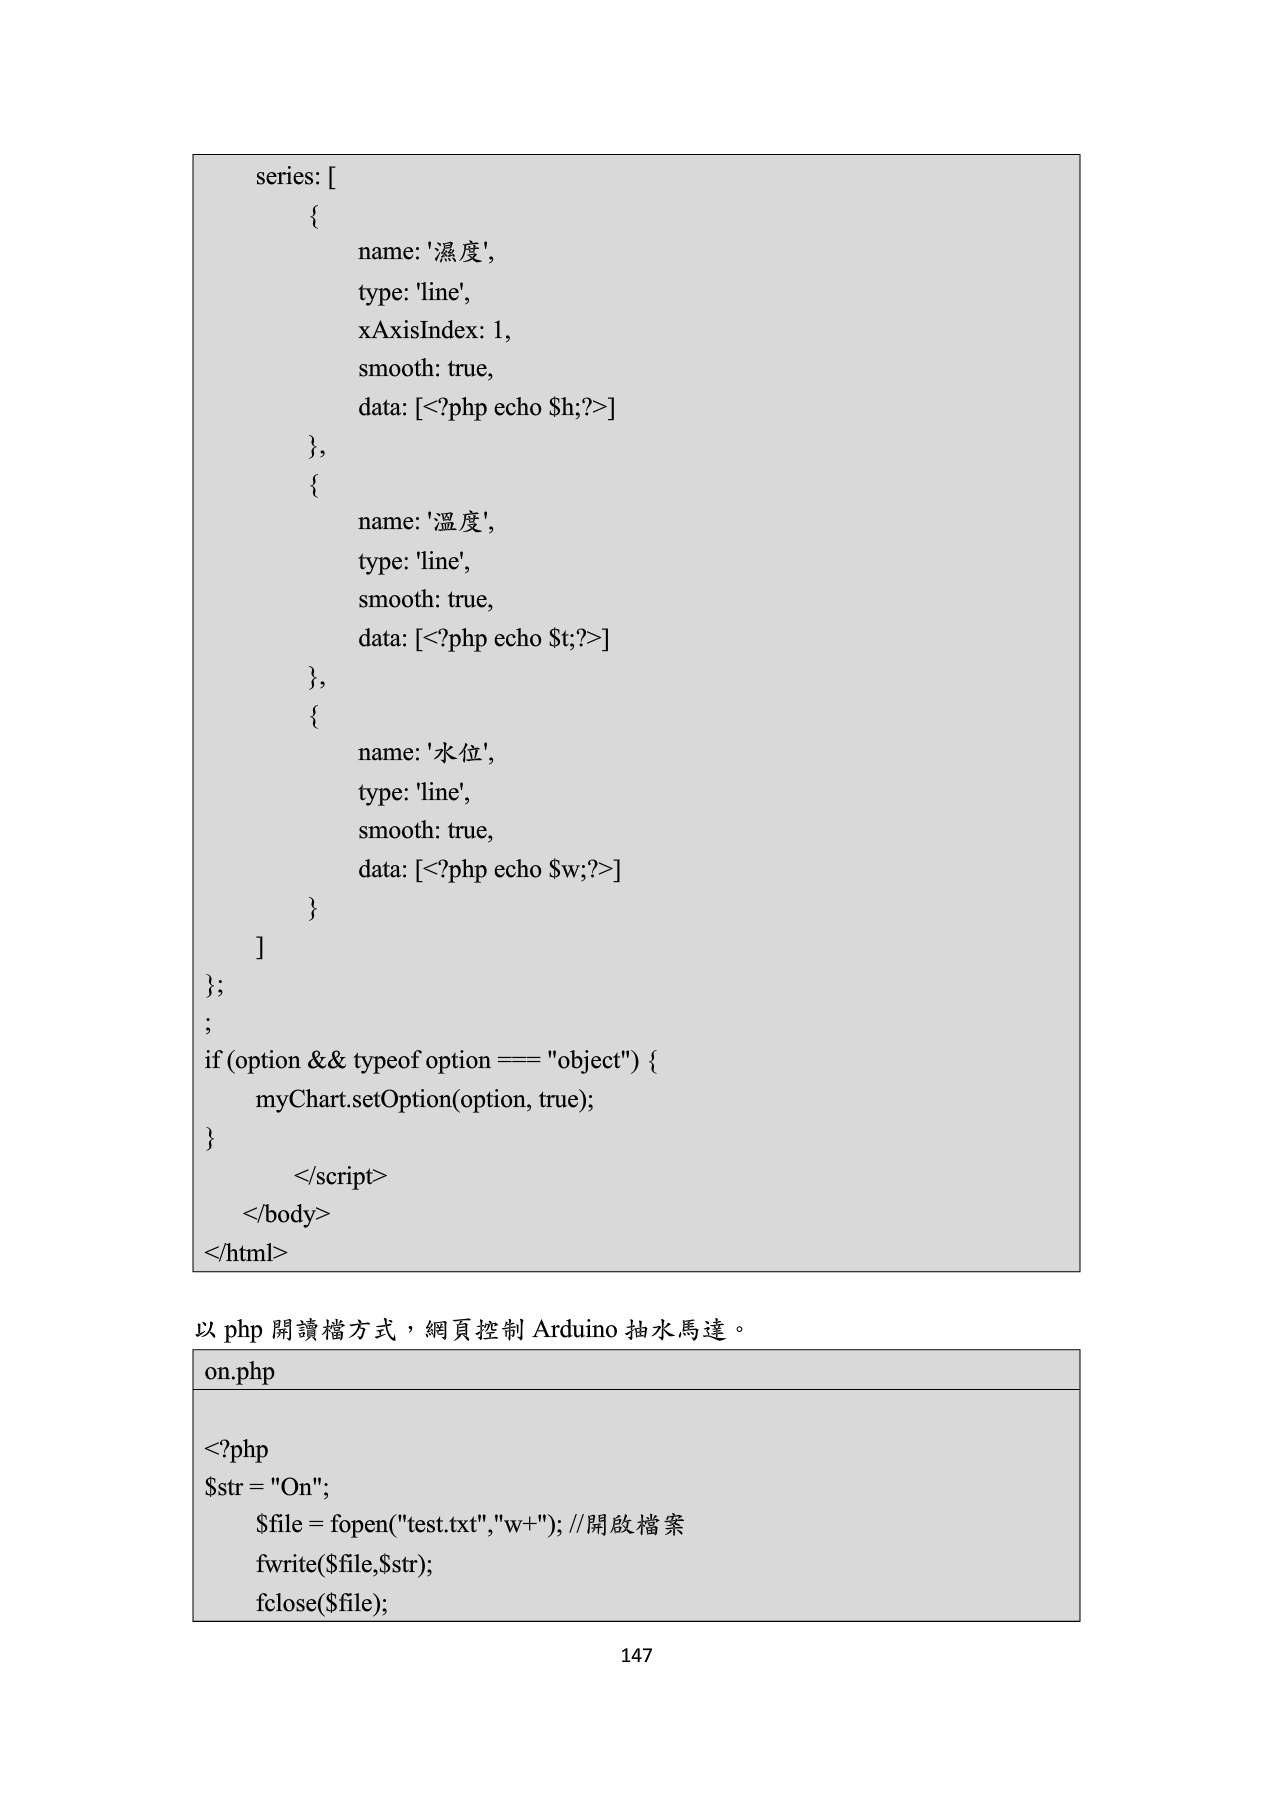 series: [
{
name: '濕度',
type: 'line',
xAxisIndex: 1,
smooth: true,
data: [<?php echo $h;?>]
},
{
name: '溫度',
type: 'line',
smooth: true,
data: [<?php echo $t;?>]
},
{
name: '水位',
type: 'line',
smooth: true,
data: [<?php echo $w;?>]
}
]
};
;
if (option && typeof option === "object") {
myChart.setOption(option, true);
}
</script>
</body>
</html>
以 php 開讀檔方式，網頁控制 Arduino 抽水馬達。
on.php
<?php
$str = "On";
$file = fopen("test.txt","w+"); //開啟檔案
fwrite($file,$str);
fclose($file);
147